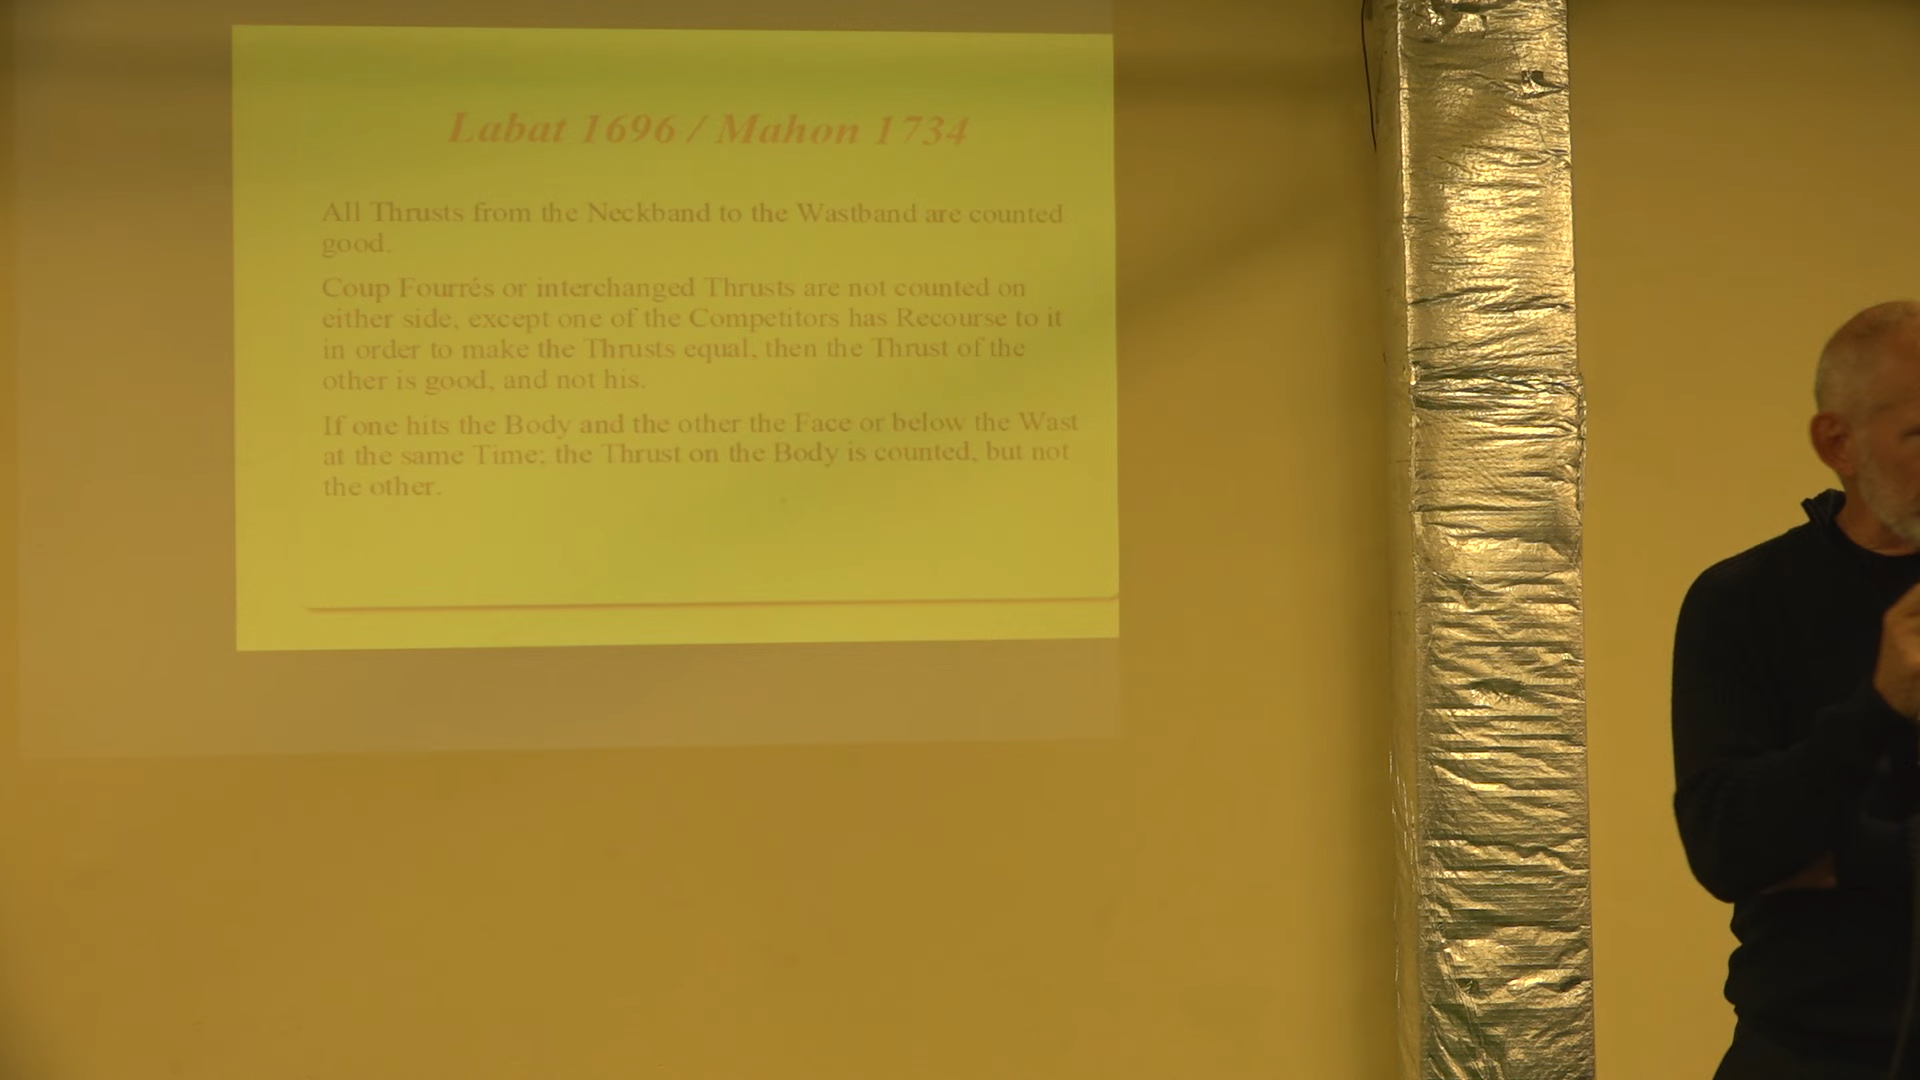 Labat 1696 / Mahon 1734
All Thrusts from the Neckband to the Wastband are counted
good.
Coup Fourrés or interchanged Thrusts are not counted on
either side, except one of the Competitors has Recourse to it
in order to make the Thrusts equal, then the Thrust of the
other is good, and not his.
If one hits the Body and the other the Face or below the Wast
at the same Time; the Thrust on the Body is counted, but not
the other.